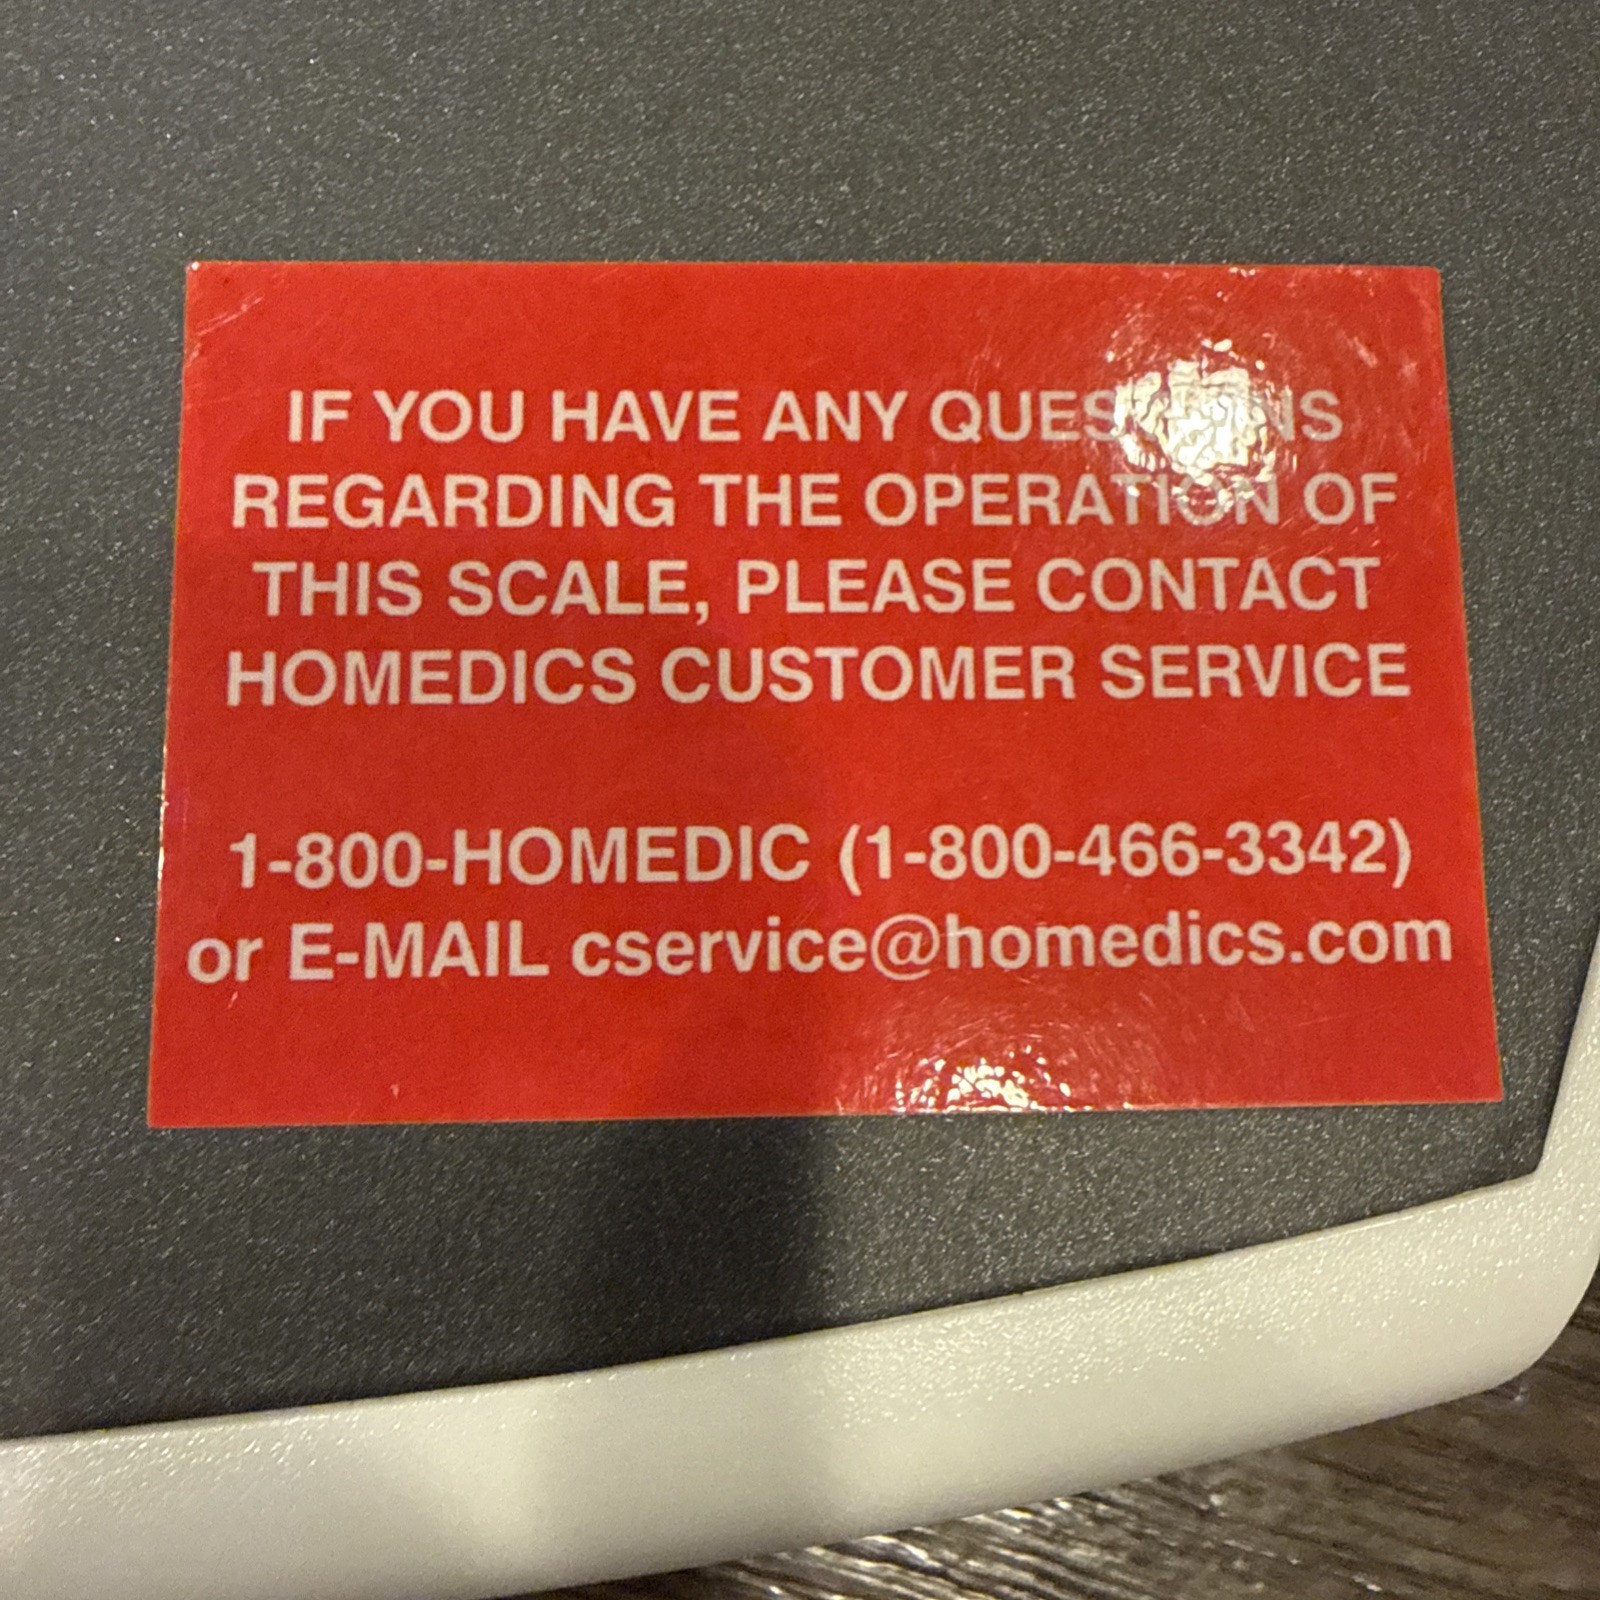 IF YOU HAVE ANY QUESTIONS
REGARDING THE OPERATION OF
THIS SCALE, PLEASE CONTACT
HOMEDICS CUSTOMER SERVICE
1-800-HOMEDIC (1-800-466-3342)
or E-MAIL cservice@homedics.com